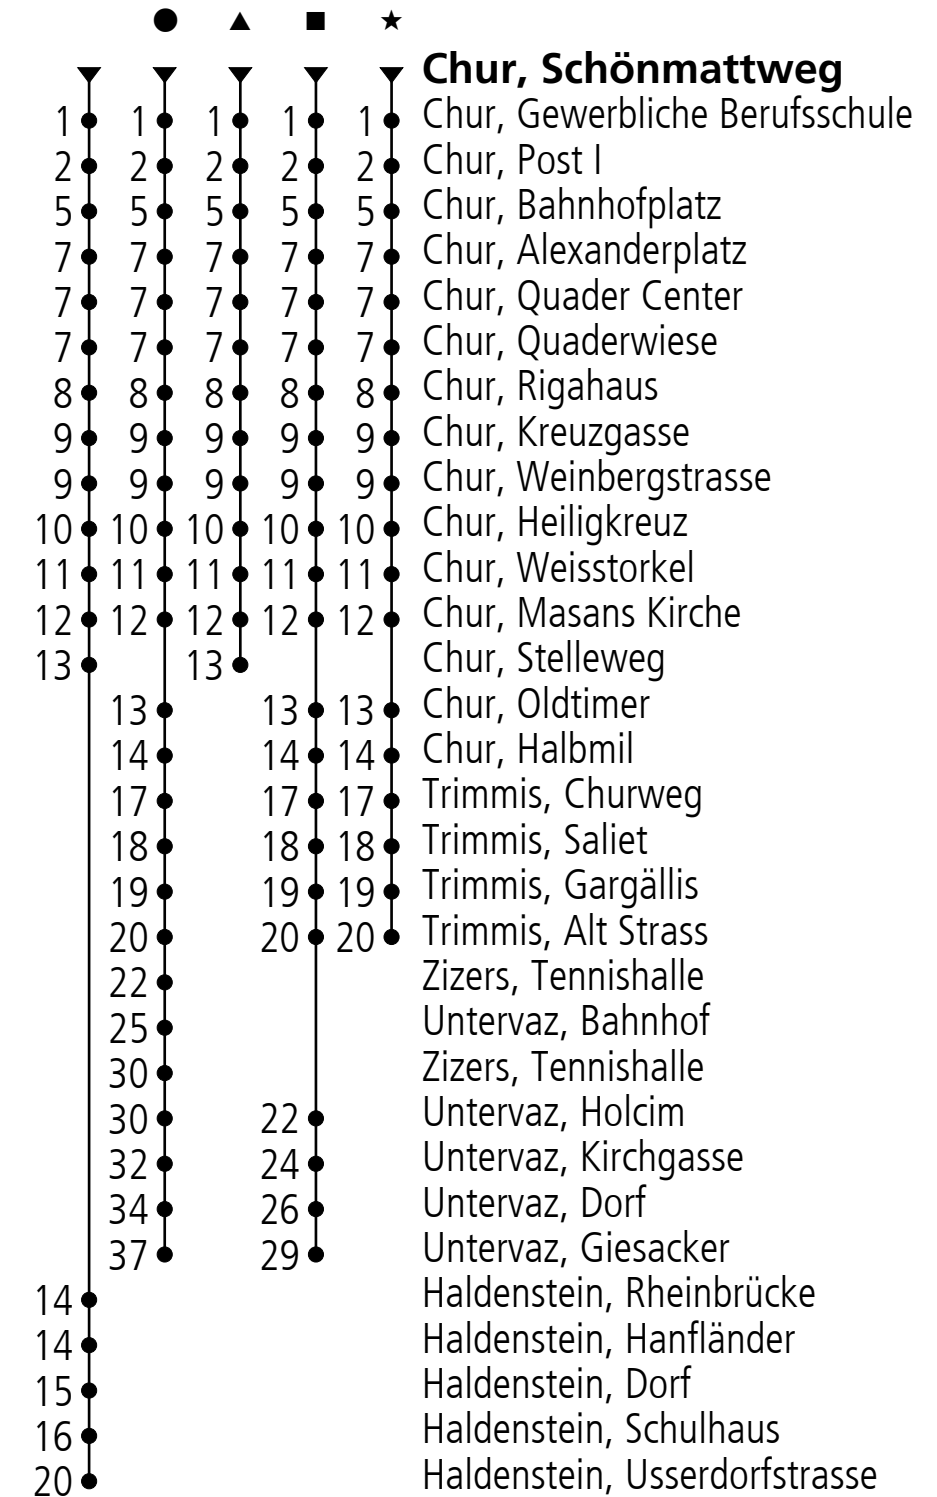 ● ▲ ■ ★
Chur, Schönmattweg
1 1 1 1 1 Chur, Gewerbliche Berufsschule
2 2 2 2 2 Chur, Post I
5 5 5 5 5 Chur, Bahnhofplatz
7 7 7 7 7 Chur, Alexanderplatz
7 7 7 7 7 Chur, Quader Center
7 7 7 7 7 Chur, Quaderwiese
8 8 8 8 8 Chur, Rigahaus
9 9 9 9 9 Chur, Kreuzgasse
9 9 9 9 9 Chur, Weinbergstrasse
10 10 10 10 10 Chur, Heiligkreuz
11 11 11 11 11 Chur, Weisstorkel
12 12 12 12 12 Chur, Masans Kirche
13 13 Chur, Stelleweg
13 13 13 Chur, Oldtimer
14 14 14 Chur, Halbmil
17 17 17 Trimmis, Churweg
18 18 18 Trimmis, Saliet
19 19 19 Trimmis, Gargällis
20 20 20 Trimmis, Alt Strass
22 Zizers, Tennishalle
25 Untervaz, Bahnhof
30 Zizers, Tennishalle
30 22 Untervaz, Holcim
32 24 Untervaz, Kirchgasse
34 26 Untervaz, Dorf
37 29 Untervaz, Giesacker
14 Haldenstein, Rheinbrücke
14 Haldenstein, Hanfländer
15 Haldenstein, Dorf
16 Haldenstein, Schulhaus
20 Haldenstein, Usserdorfstrasse